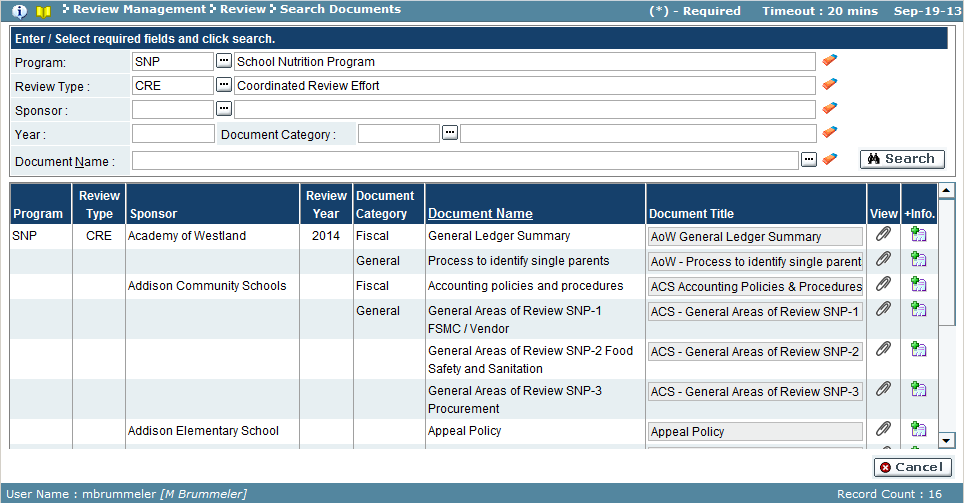 Review Management Review Search Documents (*) - Required Timeout : 20 mins Sep-19-13
Enter / Select required fields and click search.
Program: SNP ... School Nutrition Program
Review Type : CRE ... Coordinated Review Effort
Sponsor : ...
Year : Document Category : ...
Document Name : ... Search
Program Review Type Sponsor Review Year Document Category Document Name Document Title View +Info.
SNP CRE Academy of Westland 2014 Fiscal General Ledger Summary AoW General Ledger Summary
General Process to identify single parents AoW - Process to identify single parent
Addison Community Schools Fiscal Accounting policies and procedures ACS Accounting Policies & Procedures
General General Areas of Review SNP-1 ACS - General Areas of Review SNP-1
FSMC / Vendor
General Areas of Review SNP-2 Food ACS - General Areas of Review SNP-2
Safety and Sanitation
General Areas of Review SNP-3 ACS - General Areas of Review SNP-3
Procurement
Addison Elementary School Appeal Policy Appeal Policy
Cancel
User Name : mbrummeler [M Brummeler] Record Count : 16